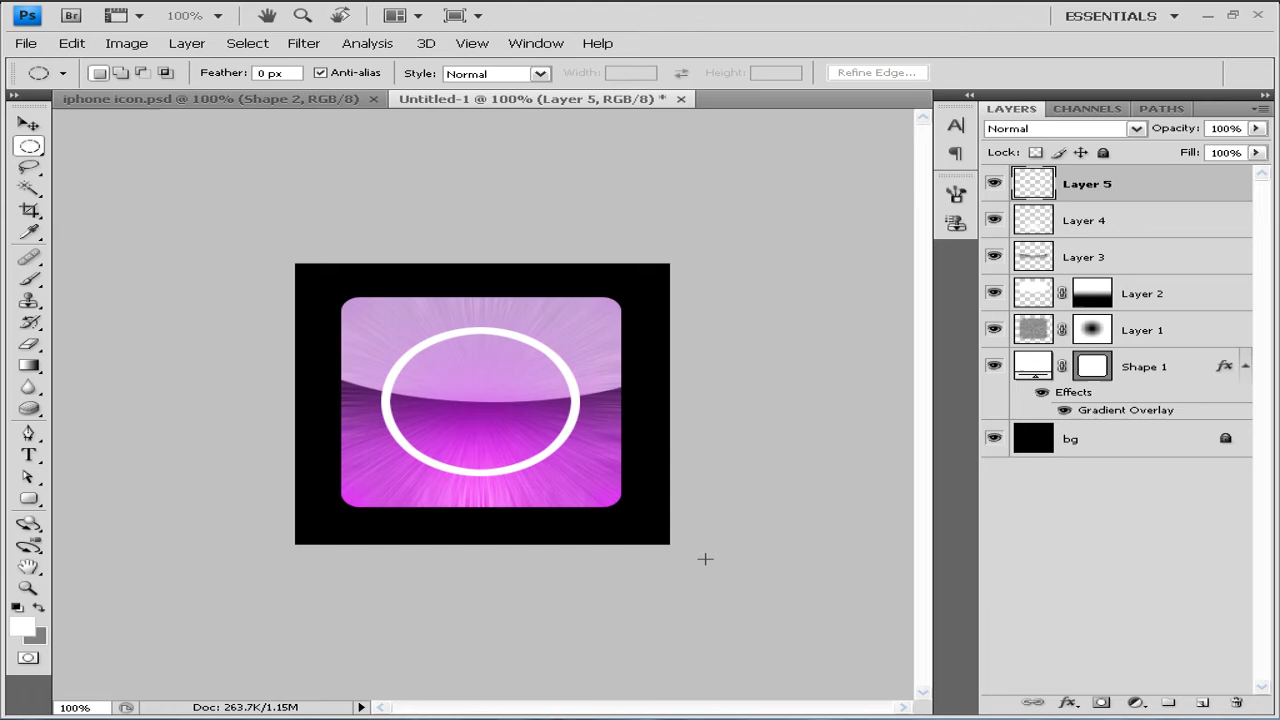 Ps Br 100% ESSENTIALS
File Edit Image Layer Select Filter Analysis 3D View Window Help
Feather: 0 px Anti-alias Style: Normal Width: Height: Refine Edge...
iphone icon.psd @ 100% (Shape 2, RGB/8) × Untitled-1 @ 100% (Layer 5, RGB/8) * ×
LAYERS CHANNELS PATHS
Normal Opacity: 100%
Lock: Fill: 100%
Layer 5
Layer 4
Layer 3
Layer 2
Layer 1
Shape 1 fx
Effects
Gradient Overlay
bg
100% Doc: 263.7K/1.15M